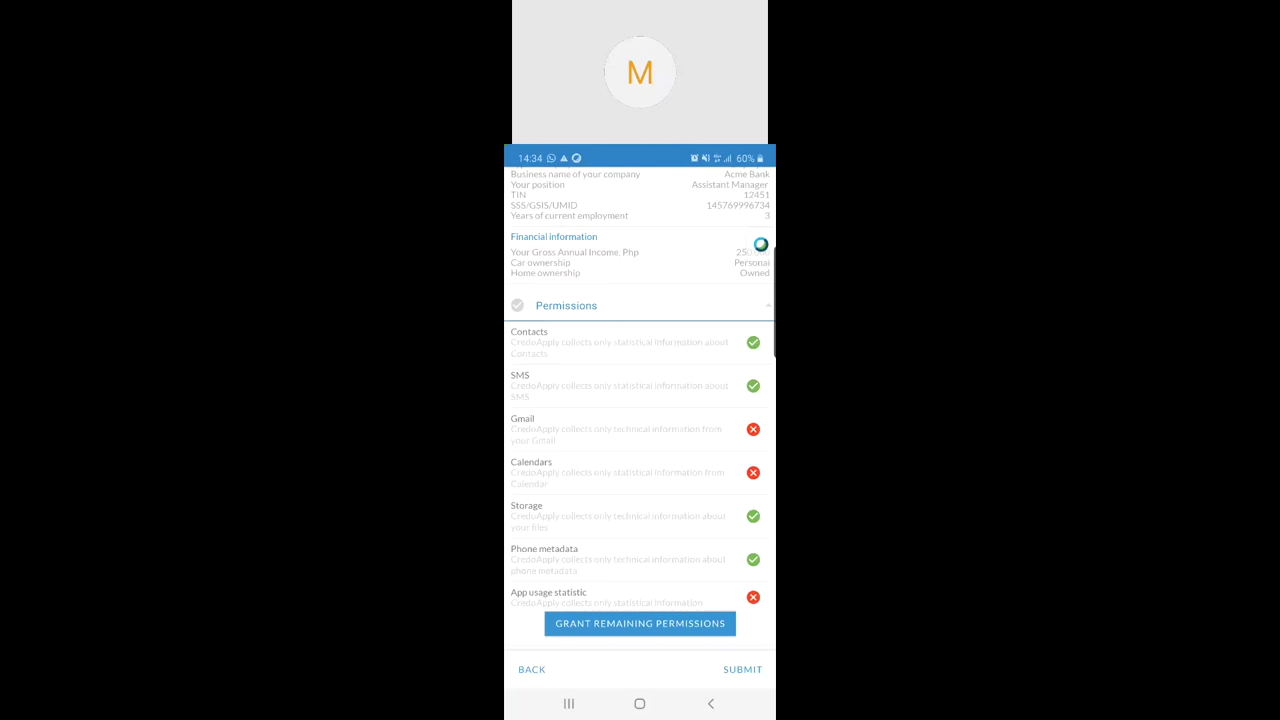 M
14:34 60%
Business name of your company Acme Bank
Your position Assistant Manager
TIN 12451
SSS/GSIS/UMID 145769996734
Years of current employment 3
Financial information
Your Gross Annual Income, Php
Car ownership Personal
Home ownership Owned
Permissions
Contacts
CredoApply collects only statistical information about
Contacts
SMS
CredoApply collects only statistical information about
SMS
Gmail
CredoApply collects only technical information from
your Gmail
Calendars
CredoApply collects only statistical information from
Calendar
Storage
CredoApply collects only technical information about
your files
Phone metadata
CredoApply collects only technical information about
phone metadata
App usage statistic
CredoApply collects only statistical information
GRANT REMAINING PERMISSIONS
BACK SUBMIT